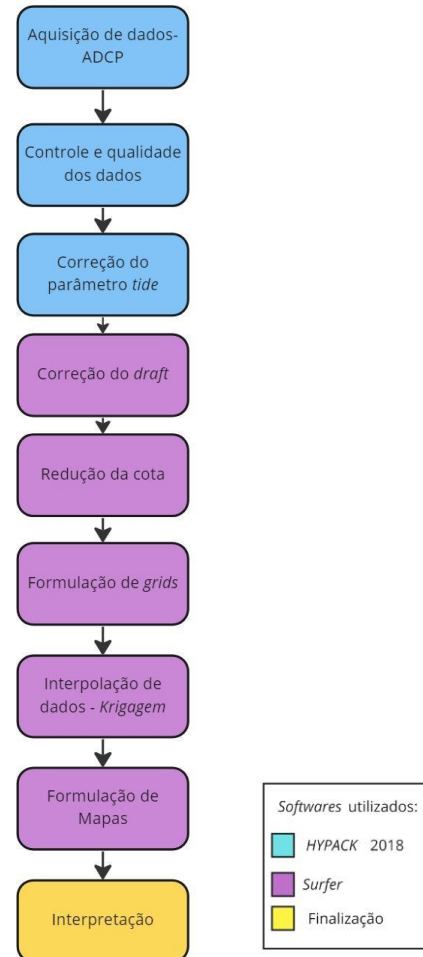 Aquisição de dados-
ADCP
Controle e qualidade
dos dados
Correção do
parâmetro tide
Correção do draft
Redução da cota
Formulação de grids
Interpolação de
dados - Krigagem
Formulação de
Mapas
Interpretação
Softwares utilizados:
HYPACK 2018
Surfer
Finalização